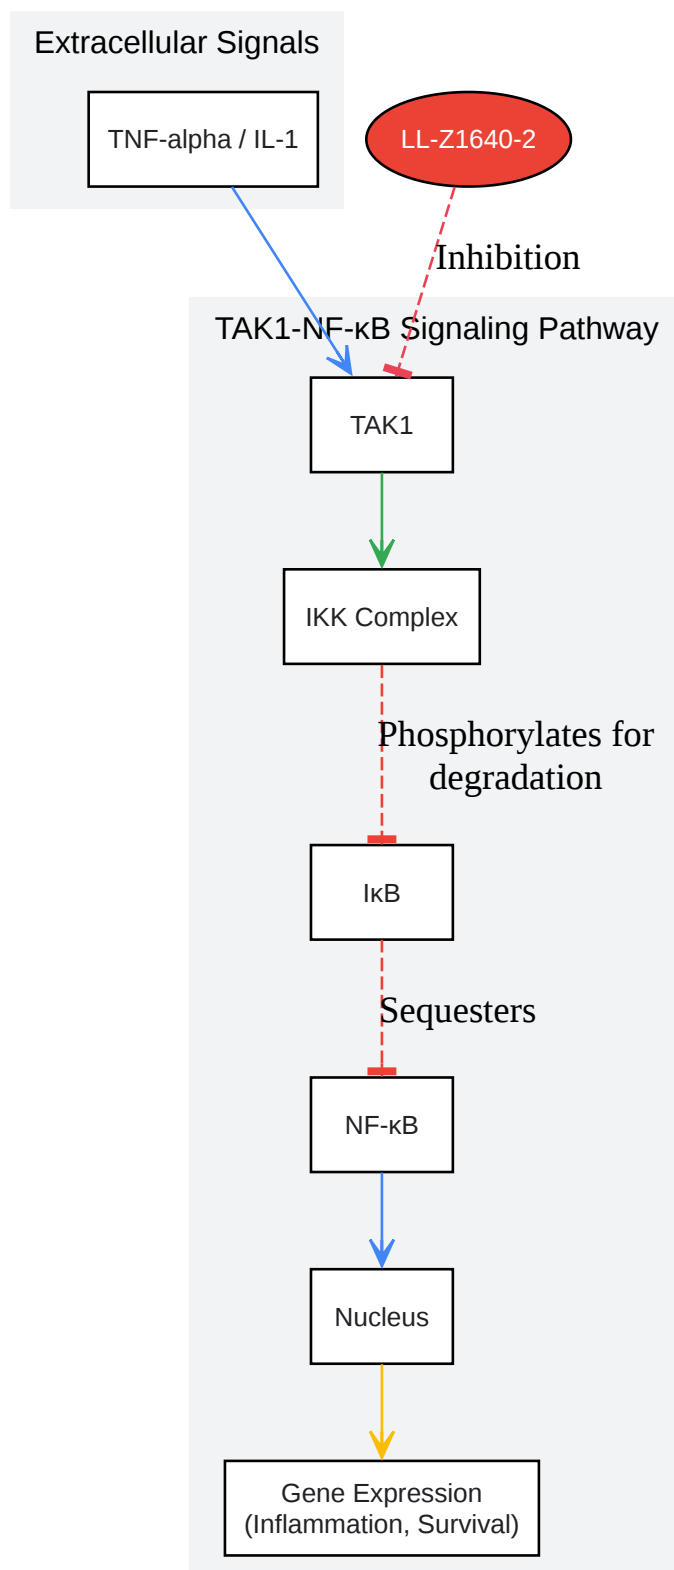 Extracellular Signals
TNF-alpha / IL-1
LL-Z1640-2
Inhibition
TAK1-NF-κB Signaling Pathway
TAK1
IKK Complex
Phosphorylates for
degradation
IκB
Sequesters
NF-κB
Nucleus
Gene Expression
(Inflammation, Survival)